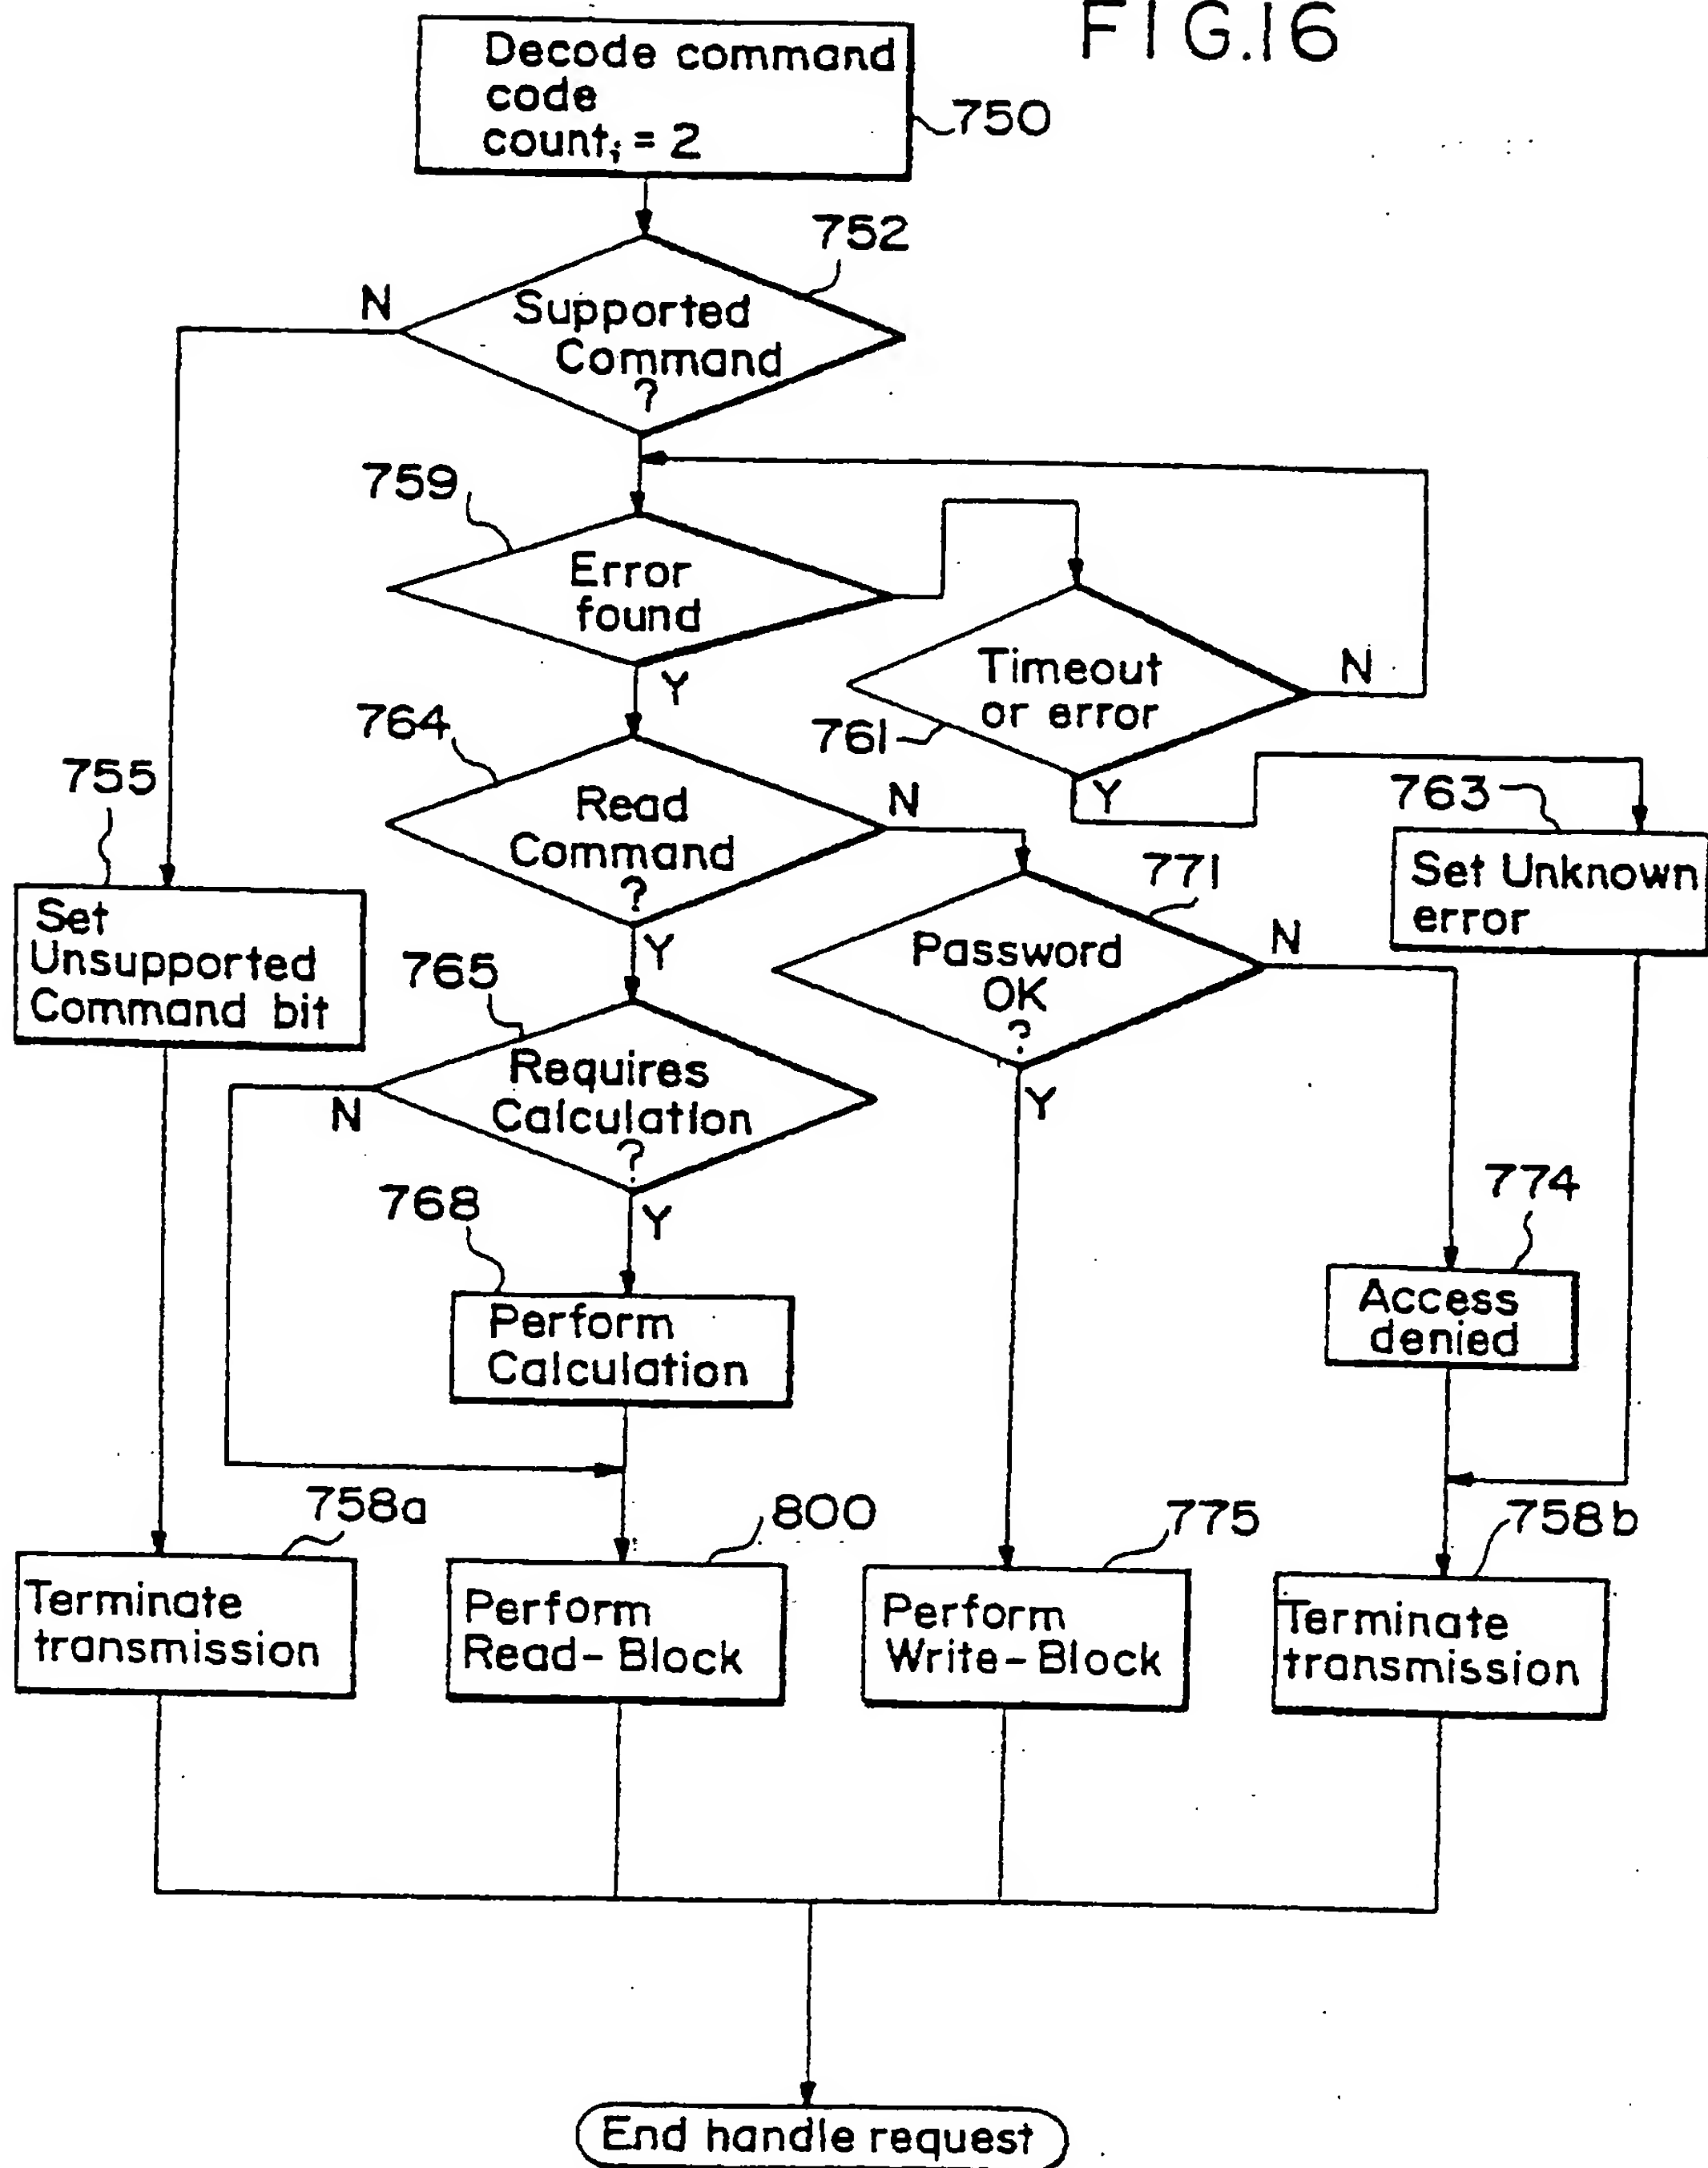 FIG.16
Decode command
code
count; = 2
750
752
N
Supported
Command
?
759
Error
found
Y
Timeout
or error
N
761
Y
764
Read
Command
?
N
Y
763
Set Unknown
error
755
Set
Unsupported
Command bit
771
Password
OK
?
N
Y
765
Requires
Calculation
?
N
Y
768
Perform
Calculation
774
Access
denied
758a
Terminate
transmission
800
Perform
Read-Block
775
Perform
Write-Block
758b
Terminate
transmission
End handle request